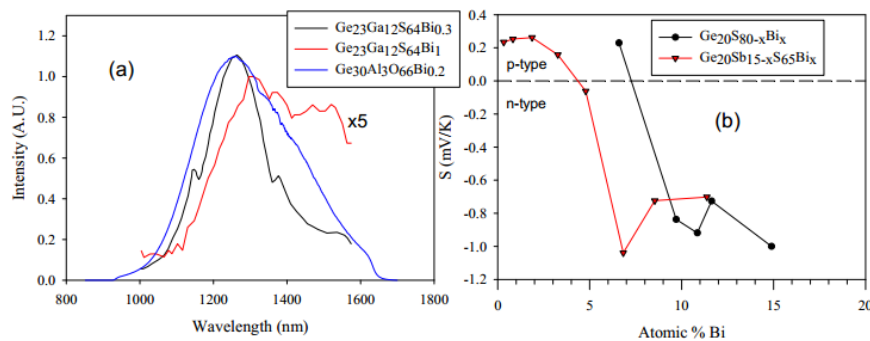 (a)
Ge23Ga12S64Bi0.3
Ge23Ga12S64Bi1
Ge30Al3O66Bi0.2
x5
Intensity (A.U.)
1.2
1.0
0.8
0.6
0.4
0.2
0.0
800 1000 1200 1400 1600 1800
Wavelength (nm)
(b)
Ge20S80-xBix
Ge20Sb15-xS65Bix
p-type
n-type
S (mV/K)
0.4
0.2
0.0
-0.2
-0.4
-0.6
-0.8
-1.0
-1.2
0 5 10 15 20
Atomic % Bi